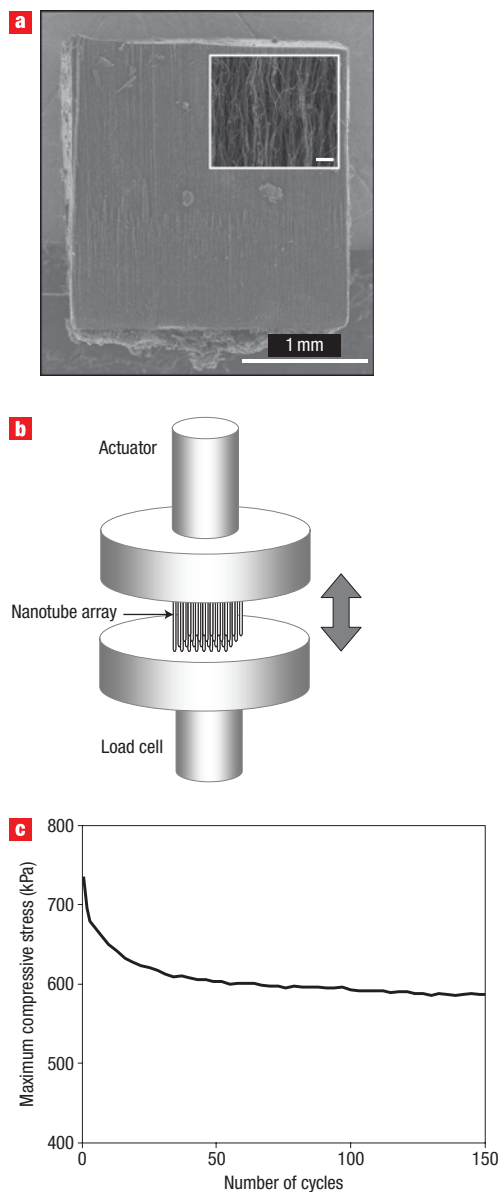 a
1 mm
b
Actuator
Nanotube array
Load cell
c
Maximum compressive stress (kPa)
800
700
600
500
400
0
50
100
150
Number of cycles